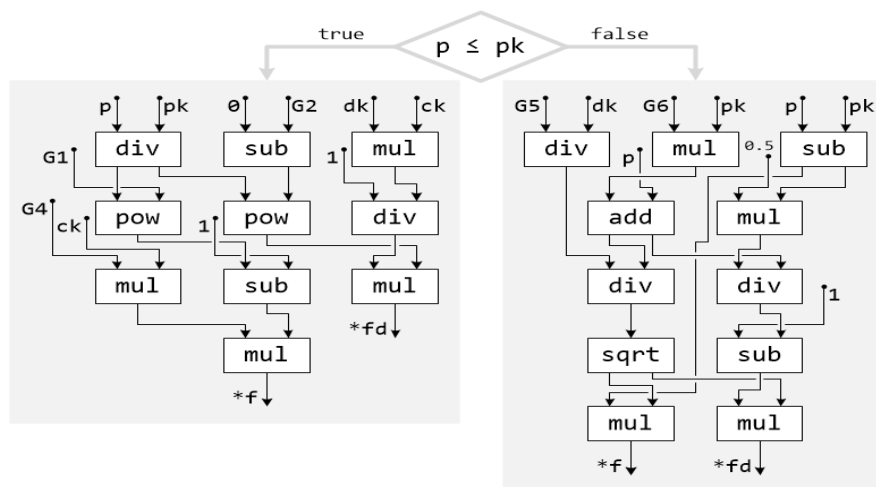 true
p ≤ pk
false
p pk 0 G2 dk ck
G5 dk G6 pk p pk
div sub mul
div mul sub
G1 1
p 0.5
pow pow div
add mul
G4 ck 1
mul sub mul
div div
1
*fd
mul
sqrt sub
*f
mul mul
*f *fd